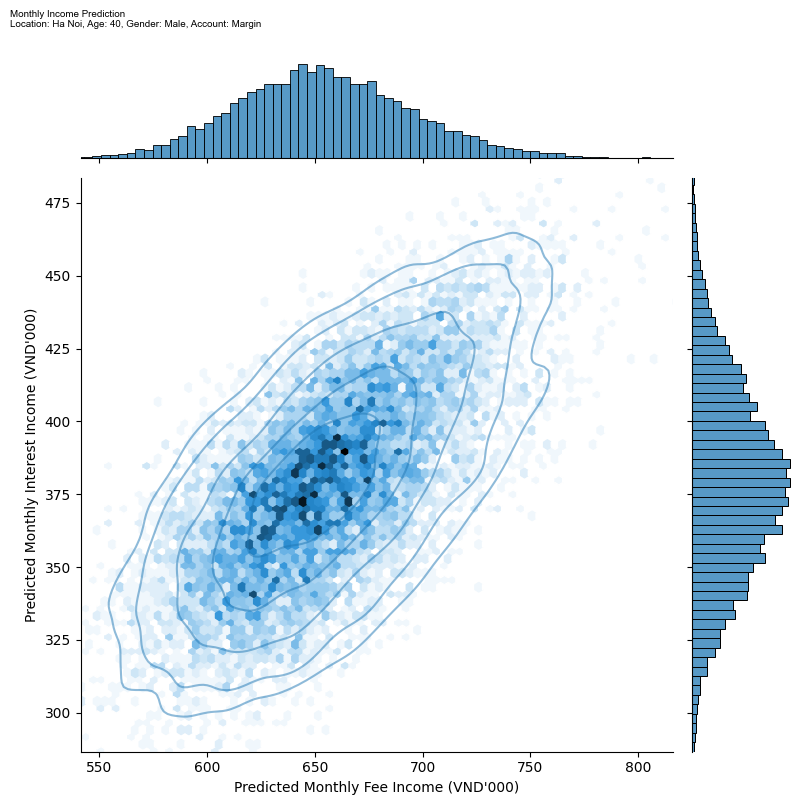 Monthly Income Prediction
Location: Ha Noi, Age: 40, Gender: Male, Account: Margin
475
450
425
400
375
350
325
300
Predicted Monthly Interest Income (VND'000)
550 600 650 700 750 800
Predicted Monthly Fee Income (VND'000)